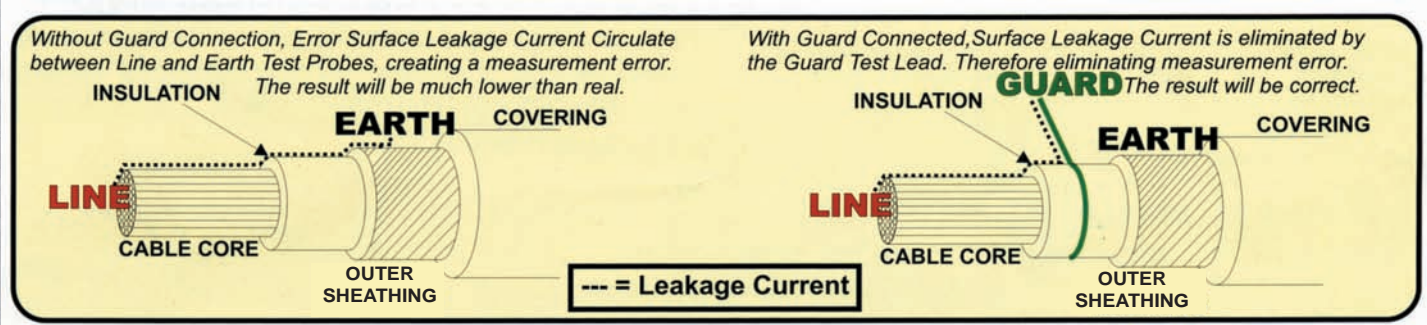 Without Guard Connection, Error Surface Leakage Current Circulate
between Line and Earth Test Probes, creating a measurement error.
The result will be much lower than real.
INSULATION
EARTH
COVERING
LINE
CABLE CORE
OUTER
SHEATHING
With Guard Connected,Surface Leakage Current is eliminated by
the Guard Test Lead. Therefore eliminating measurement error.
GUARD The result will be correct.
INSULATION
EARTH
COVERING
LINE
CABLE CORE
OUTER
SHEATHING
--- = Leakage Current